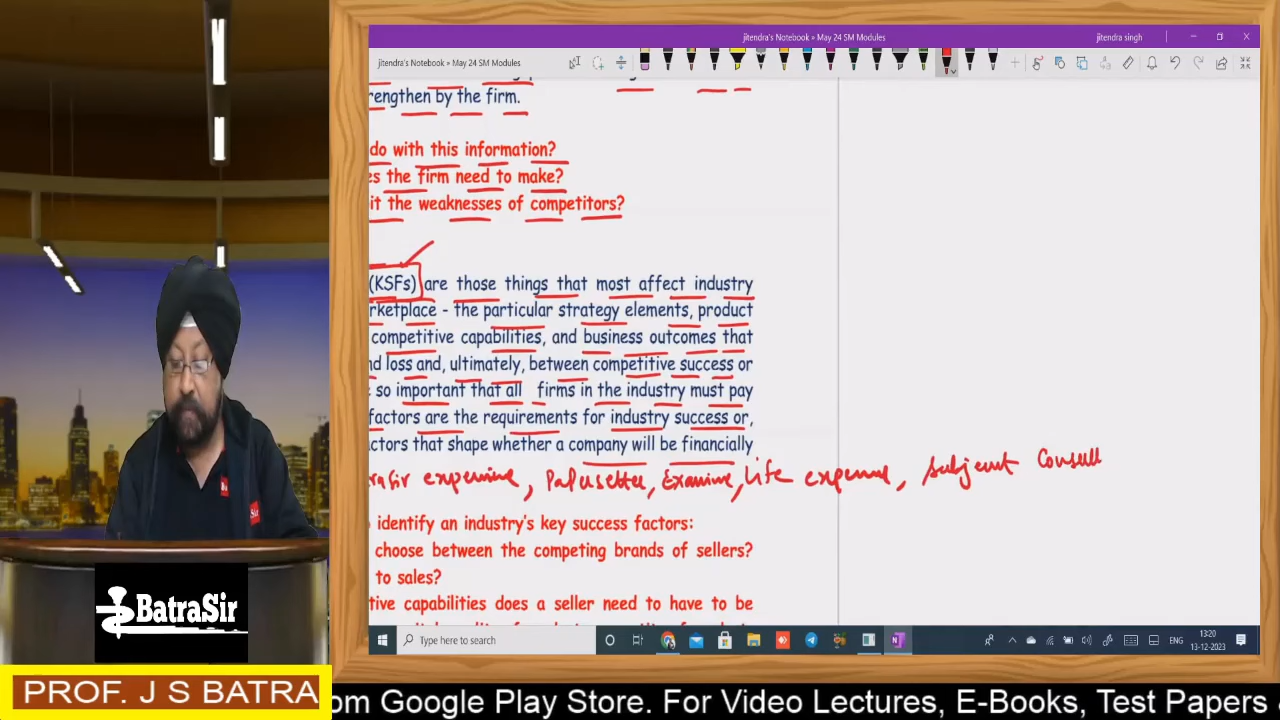 jitendra's Notebook » May 24 SM Modules
jitendra singh
jitendra's Notebook » May 24 SM Modules
rengthen by the firm.
do with this information?
es the firm need to make?
it the weaknesses of competitors?
(KSFs) are those things that most affect industry
rketplace - the particular strategy elements, product
competitive capabilities, and business outcomes that
nd loss and, ultimately, between competitive success or
so important that all firms in the industry must pay
factors are the requirements for industry success or,
ctors that shape whether a company will be financially
Life
identify an industry's key success factors:
choose between the competing brands of sellers?
to sales?
tive capabilities does a seller need to have to be
Type here to search
ENG
13:20
13-12-2023
BatraSir
PROF. J S BATRA
om Google Play Store. For Video Lectures, E-Books, Test Papers